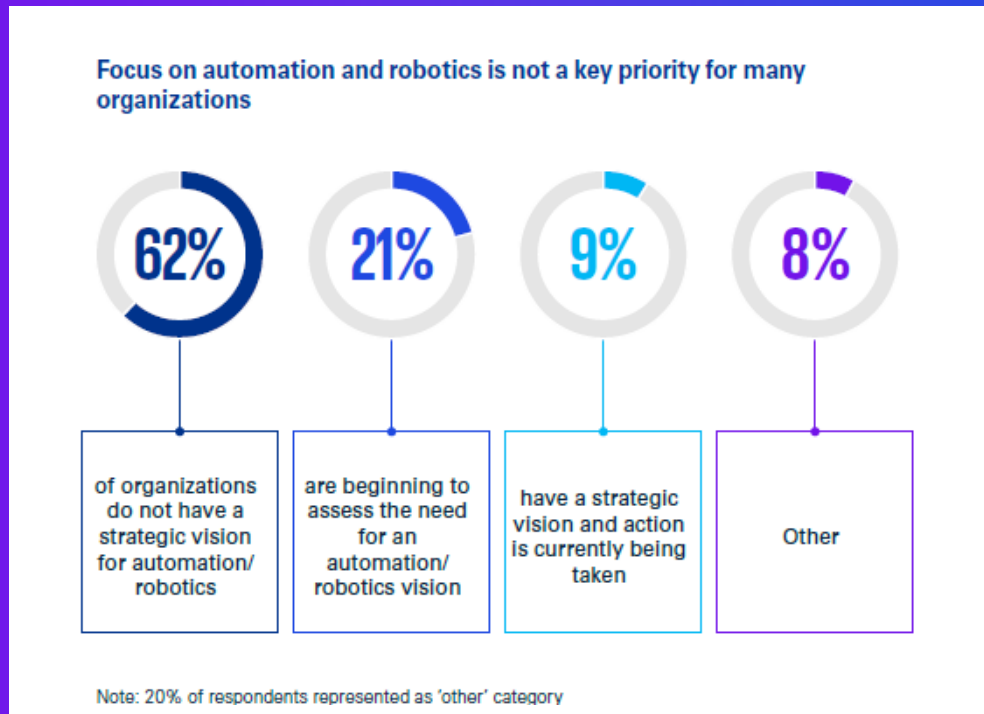 Focus on automation and robotics is not a key priority for many
organizations
62%
21%
9%
8%
of organizations
do not have a
strategic vision
for automation/
robotics
are beginning to
assess the need
for an
automation/
robotics vision
have a strategic
vision and action
is currently being
taken
Other
Note: 20% of respondents represented as ‘other’ category